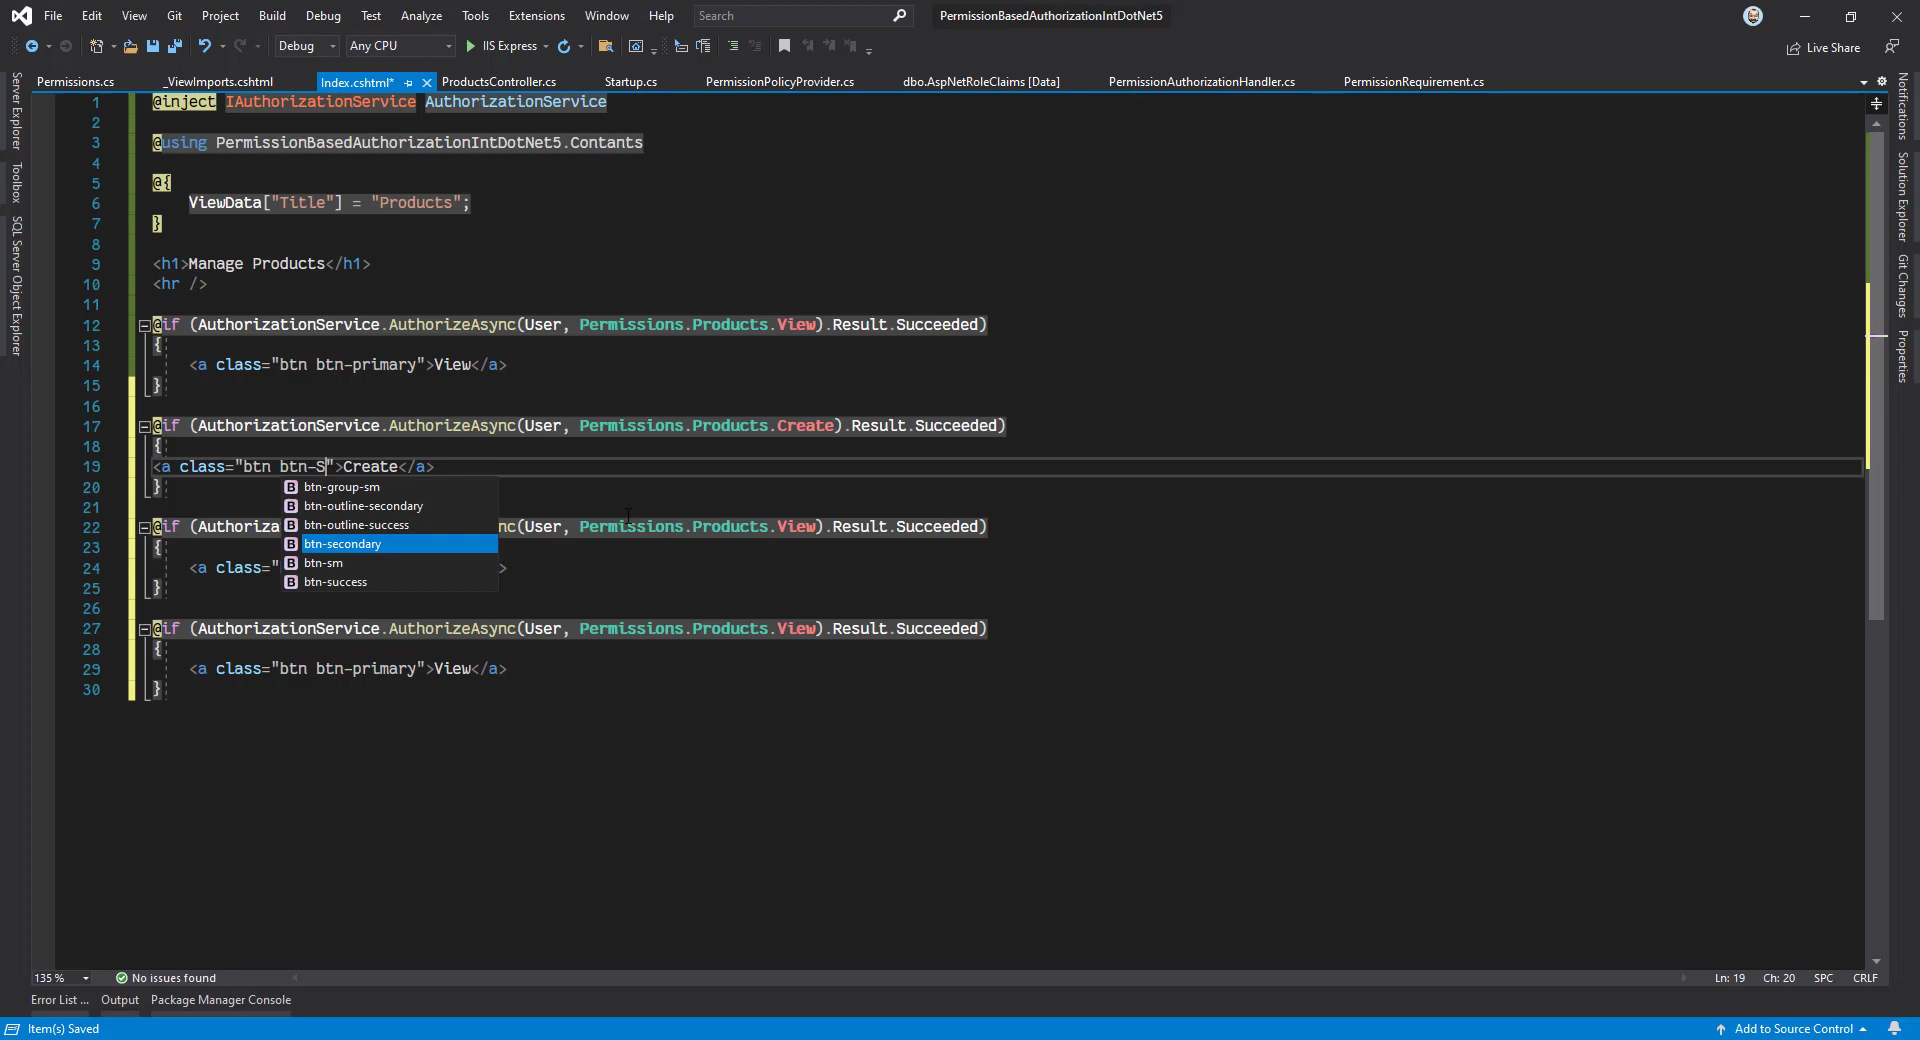 File Edit View Git Project Build Debug Test Analyze Tools Extensions Window Help Search PermissionBasedAuthorizationIntDotNet5
Debug Any CPU IIS Express Live Share
Permissions.cs _ViewImports.cshtml Index.cshtml* ProductsController.cs Startup.cs PermissionPolicyProvider.cs dbo.AspNetRoleClaims [Data] PermissionAuthorizationHandler.cs PermissionRequirement.cs
Server Explorer
Toolbox
SQL Server Object Explorer
1 @inject IAuthorizationService AuthorizationService
2
3 @using PermissionBasedAuthorizationIntDotNet5.Contants
4
5 @{
6 ViewData["Title"] = "Products";
7 }
8
9 <h1>Manage Products</h1>
10 <hr />
11
12 @if (AuthorizationService.AuthorizeAsync(User, Permissions.Products.View).Result.Succeeded)
13 {
14 <a class="btn btn-primary">View</a>
15 }
16
17 @if (AuthorizationService.AuthorizeAsync(User, Permissions.Products.Create).Result.Succeeded)
18 {
19 <a class="btn btn-S">Create</a>
20 }
btn-group-sm
21
btn-outline-secondary
22 @if (Authoriza nc(User, Permissions.Products.View).Result.Succeeded)
btn-outline-success
23 {
btn-secondary
24 <a class=" >
btn-sm
25 }
btn-success
26
27 @if (AuthorizationService.AuthorizeAsync(User, Permissions.Products.View).Result.Succeeded)
28 {
29 <a class="btn btn-primary">View</a>
30 }
Notifications
Solution Explorer
Git Changes
Properties
135 % No issues found Ln: 19 Ch: 20 SPC CRLF
Error List ... Output Package Manager Console
Item(s) Saved Add to Source Control